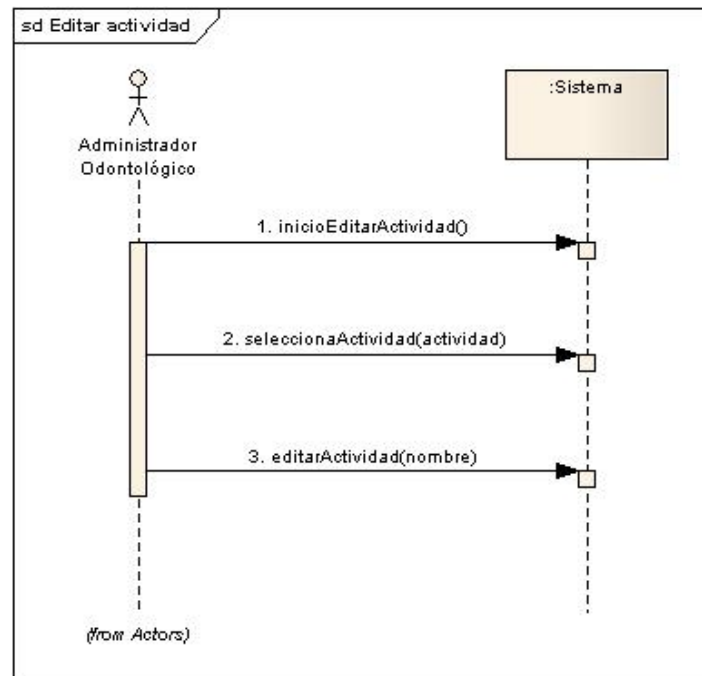 sd Editar actividad
:Sistema
Administrador
Odontológico
1. inicioEditarActividad()
2. seleccionaActividad(actividad)
3. editarActividad(nombre)
(from Actors)